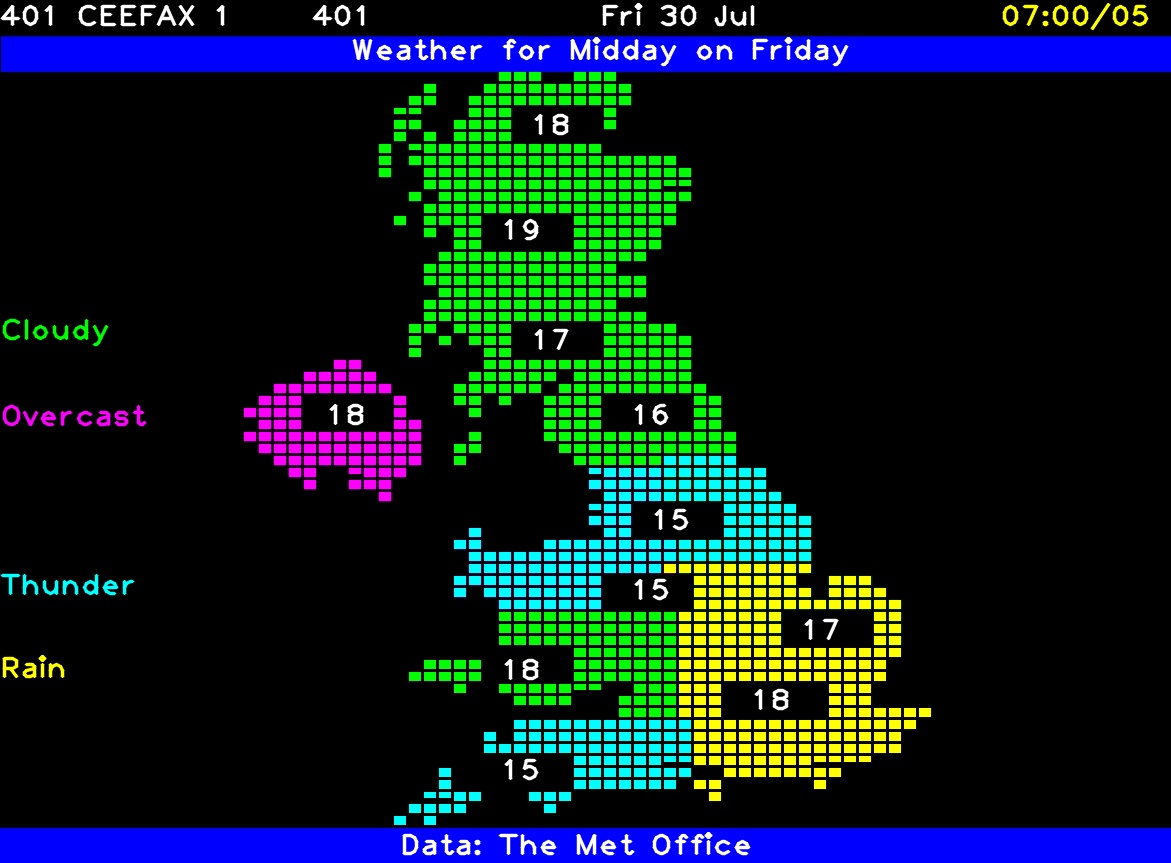 401 CEEFAX 1 401 Fri 30 Jul 07:00/05
Weather for Midday on Friday
18
19
Cloudy
17
Overcast
18
16
15
Thunder
15
17
Rain
18
18
15
Data: The Met Office